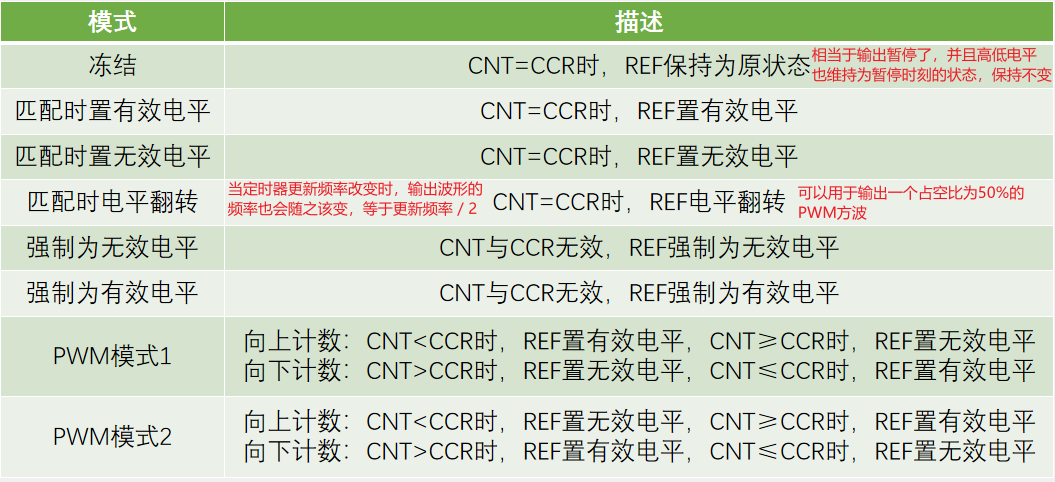 模式 描述
冻结 CNT=CCR时，REF保持为原状态
相当于输出暂停了，并且高低电平
也维持为暂停时刻的状态，保持不变
匹配时置有效电平 CNT=CCR时，REF置有效电平
匹配时置无效电平 CNT=CCR时，REF置无效电平
匹配时电平翻转
当定时器更新频率改变时，输出波形的
频率也会随之该变，等于更新频率 / 2
CNT=CCR时，REF电平翻转
可以用于输出一个占空比为50%的
PWM方波
强制为无效电平 CNT与CCR无效，REF强制为无效电平
强制为有效电平 CNT与CCR无效，REF强制为有效电平
PWM模式1
向上计数：CNT<CCR时，REF置有效电平，CNT≥CCR时，REF置无效电平
向下计数：CNT>CCR时，REF置无效电平，CNT≤CCR时，REF置有效电平
PWM模式2
向上计数：CNT<CCR时，REF置无效电平，CNT≥CCR时，REF置有效电平
向下计数：CNT>CCR时，REF置有效电平，CNT≤CCR时，REF置无效电平